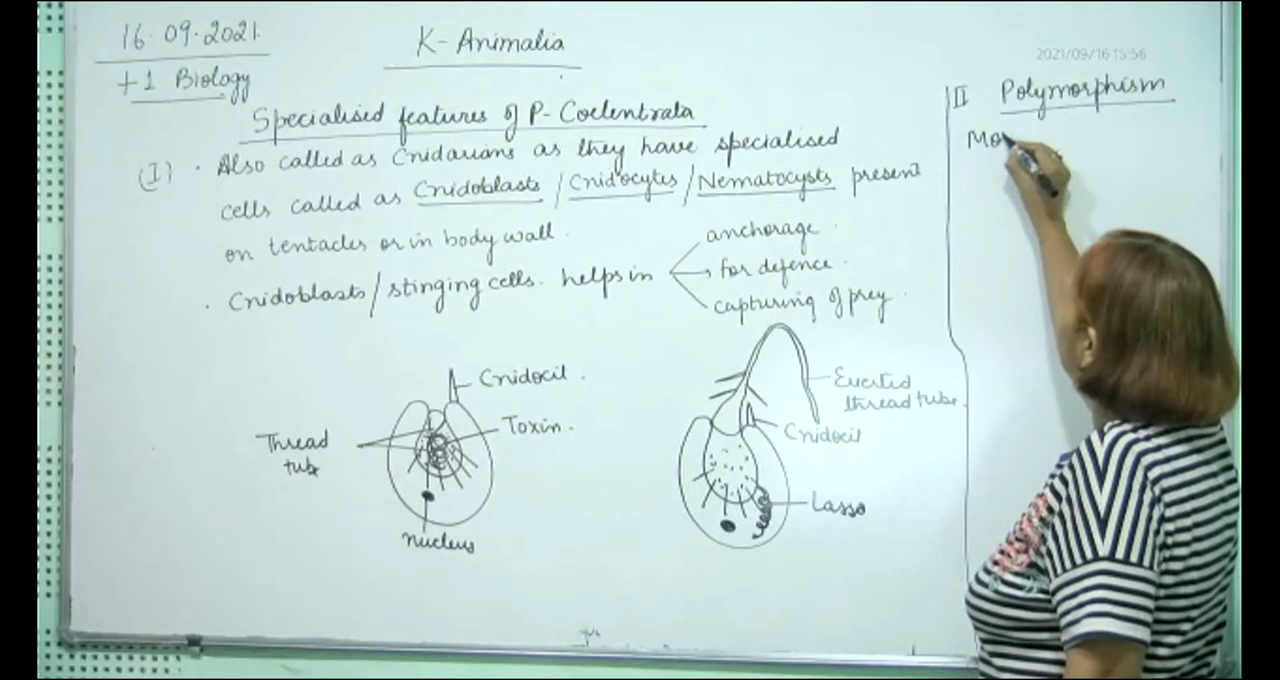 16.09.2021.
+1 Biology
K- Animalia
2021/09/16 15:56
Specialised features of P- Coelentrata
(I) · Also called as Cnidarians as they have specialised
cells called as Cnidoblasts / Cnidocytes / Nematocysts present
on tentacles or in body wall.
· Cnidoblasts / stinging cells. helps in
anchorage.
for defence.
capturing of prey.
Cnidocil.
Toxin.
Thread
tube
nucleus
Everted
thread tube.
Cnidocil
Lasso
II Polymorphism
Mo